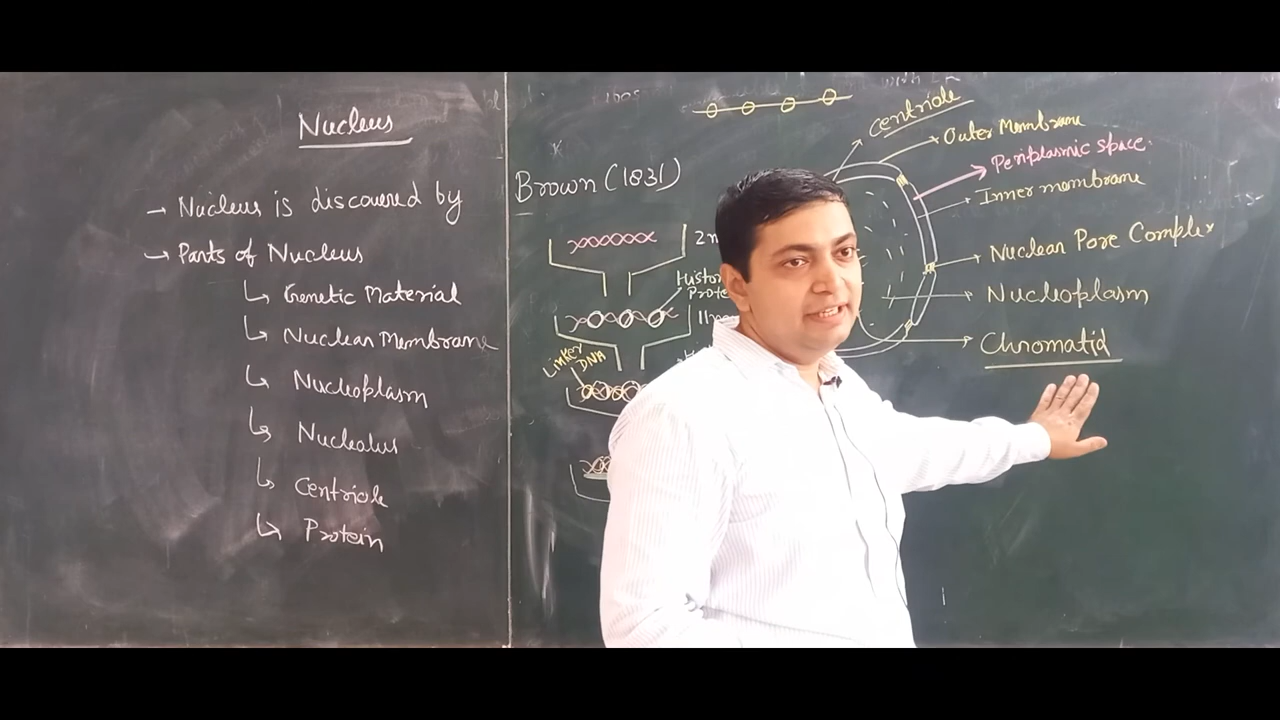 Nucleus
→ Nucleus is discovered by Brown (1831)
→ Parts of Nucleus
↳ Genetic Material
↳ Nuclear Membrane
↳ Nucleoplasm
↳ Nucleolus
↳ Centriole
↳ Protein
Linker
DNA
Centriole
Outer Membrane
Periplasmic space
Inner membrane
Nuclear Pore Complex
Nucleoplasm
Chromatid